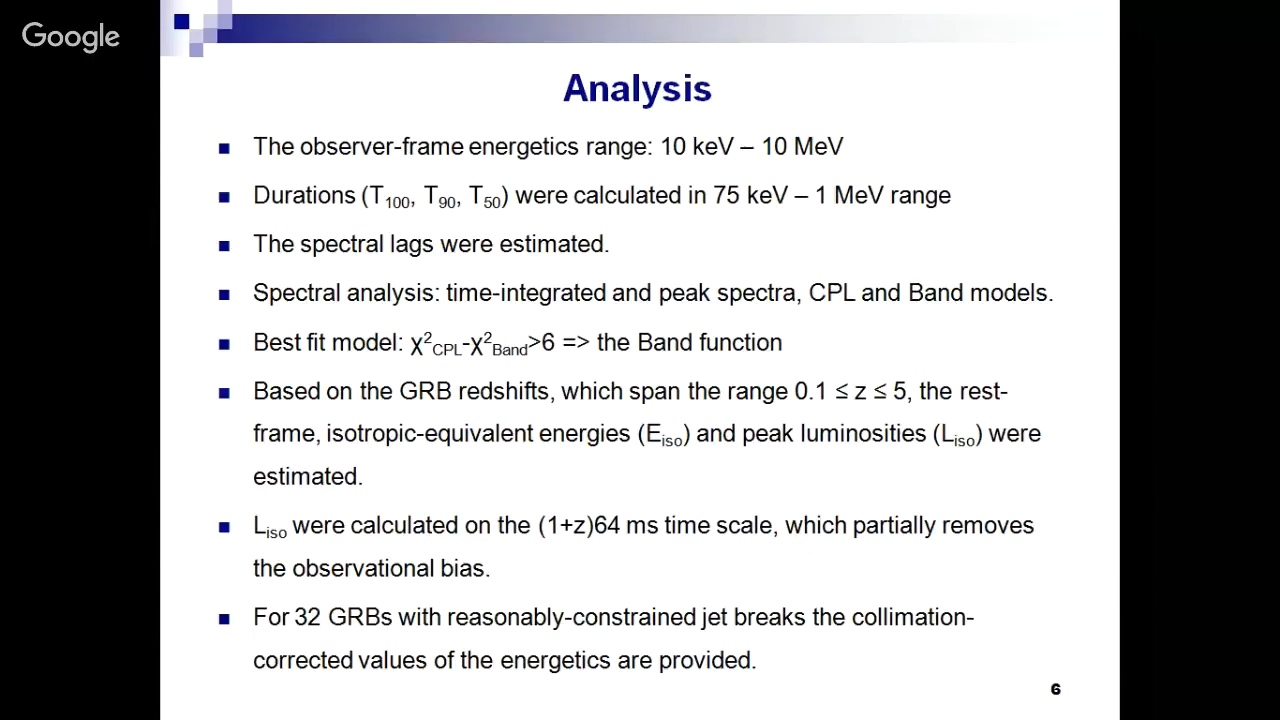 Google
Analysis
The observer-frame energetics range: 10 keV – 10 MeV
Durations (T100, T90, T50) were calculated in 75 keV – 1 MeV range
The spectral lags were estimated.
Spectral analysis: time-integrated and peak spectra, CPL and Band models.
Best fit model: χ²CPL-χ²Band>6 => the Band function
Based on the GRB redshifts, which span the range 0.1 ≤ z ≤ 5, the rest-
frame, isotropic-equivalent energies (Eiso) and peak luminosities (Liso) were
estimated.
Liso were calculated on the (1+z)64 ms time scale, which partially removes
the observational bias.
For 32 GRBs with reasonably-constrained jet breaks the collimation-
corrected values of the energetics are provided.
6